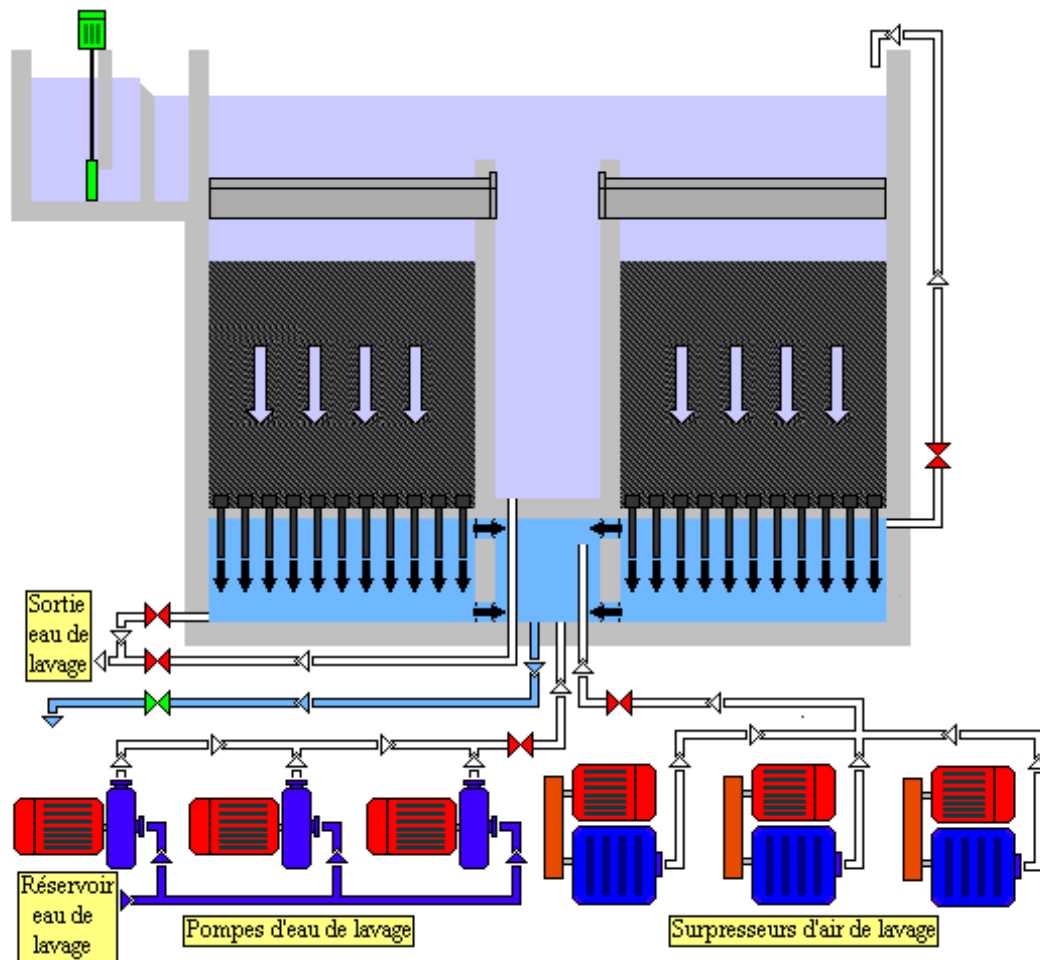 Sortie
eau de
lavage
Réservoir
eau de
lavage
Pompes d'eau de lavage
Surpresseurs d'air de lavage